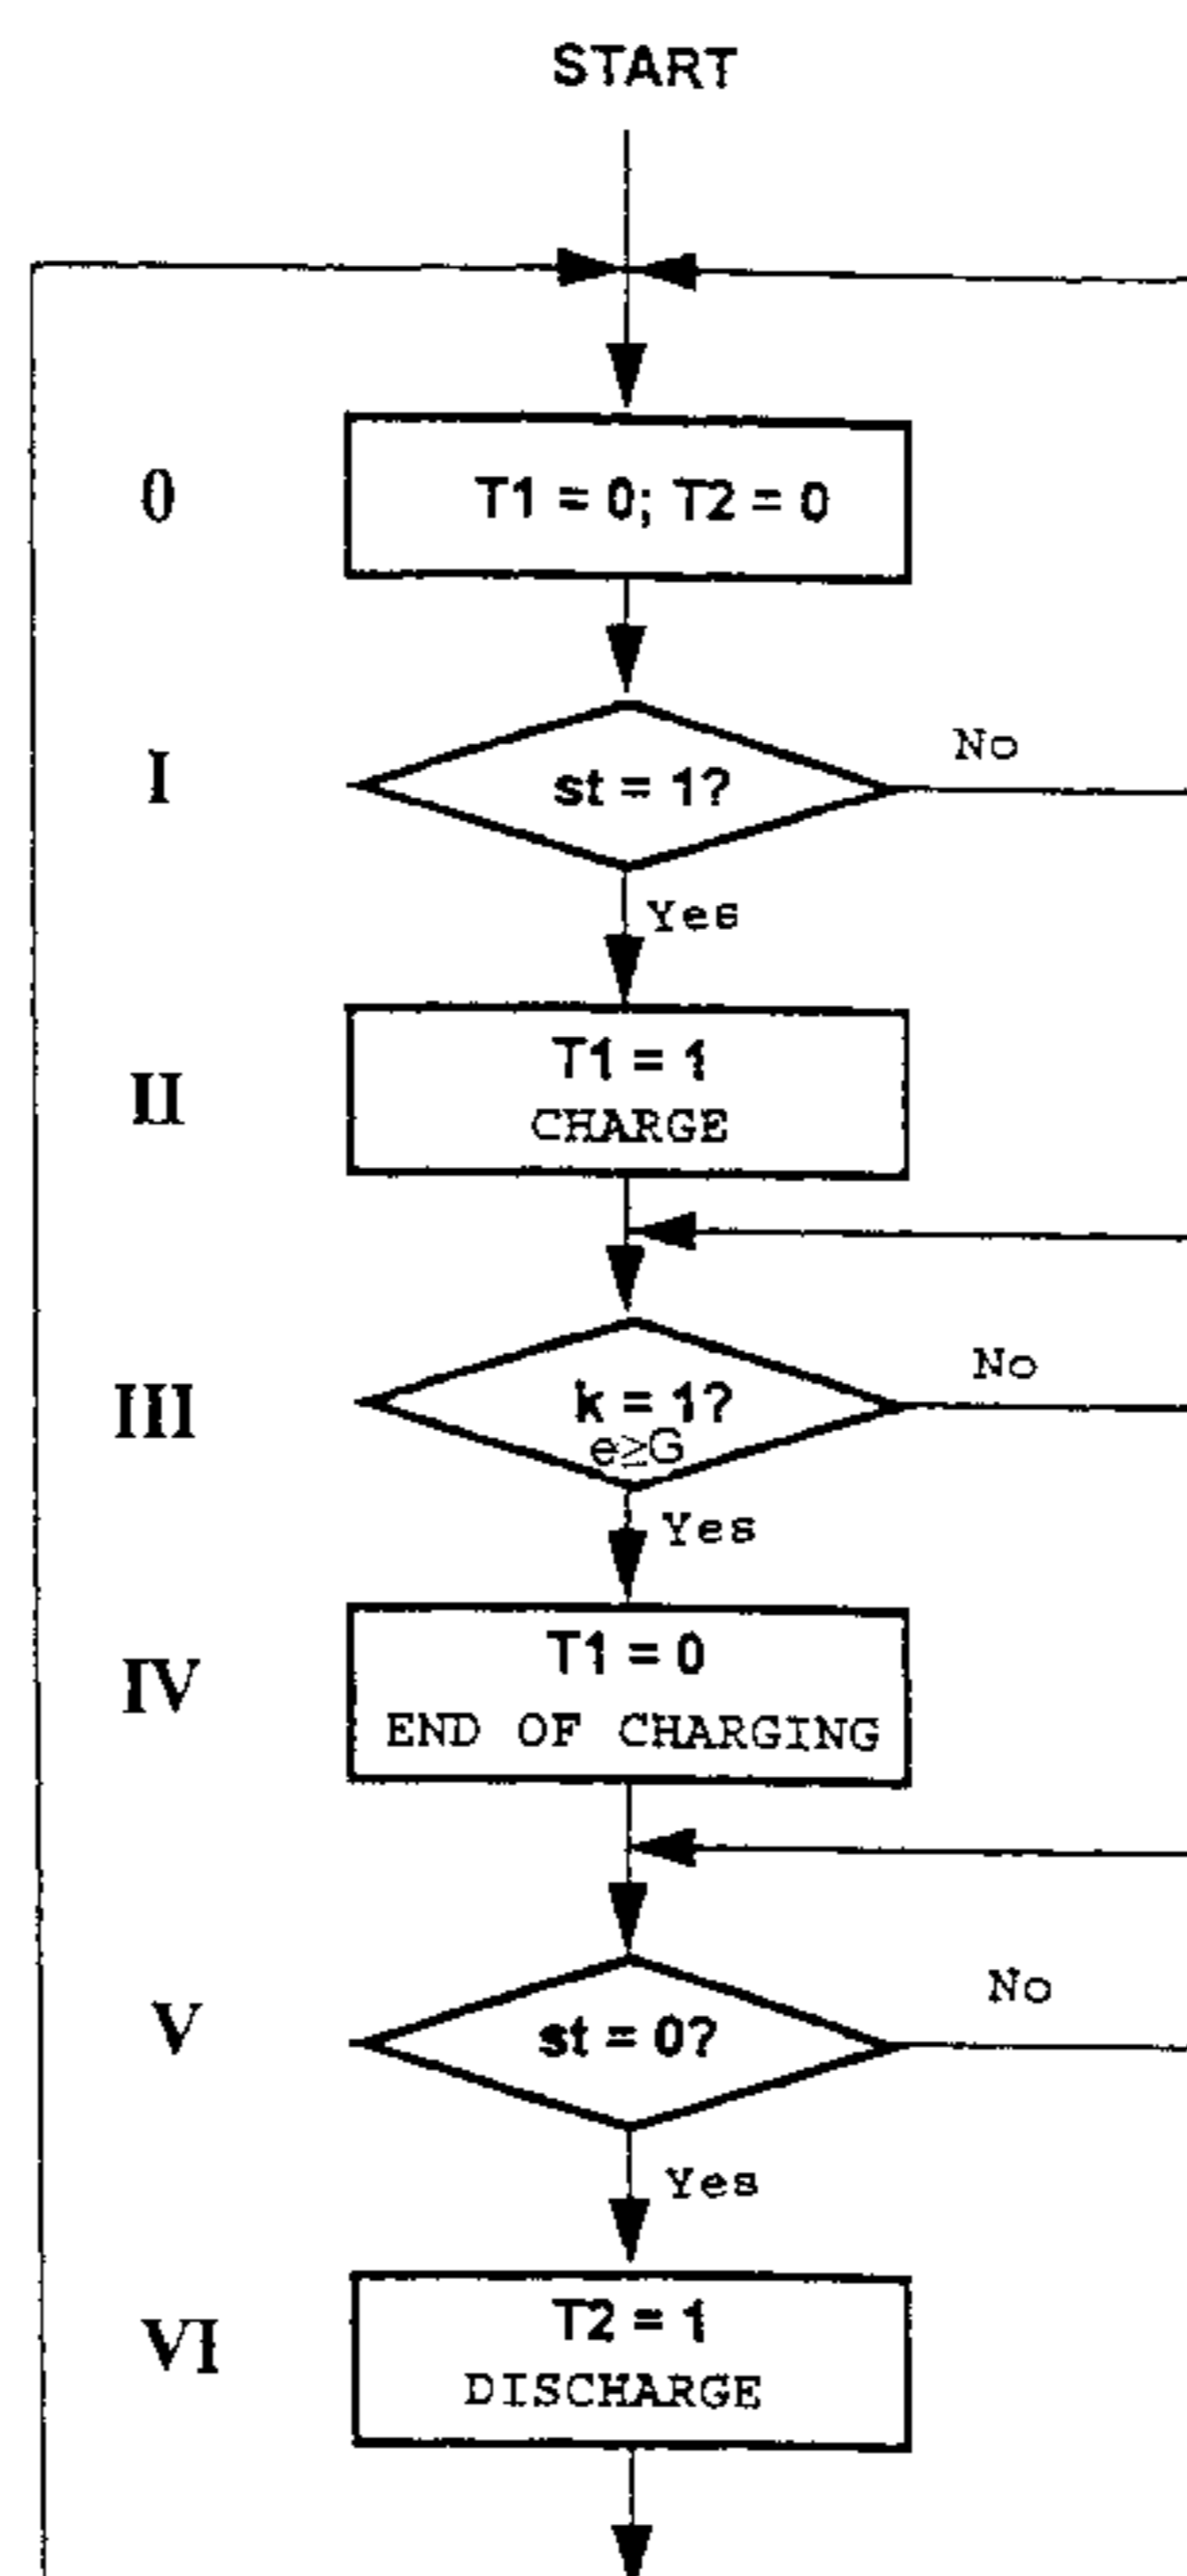 START
0
T1 = 0; T2 = 0
I
st = 1?
No
Yes
II
T1 = 1
CHARGE
III
k = 1?
e≥G
No
Yes
IV
T1 = 0
END OF CHARGING
V
st = 0?
No
Yes
VI
T2 = 1
DISCHARGE